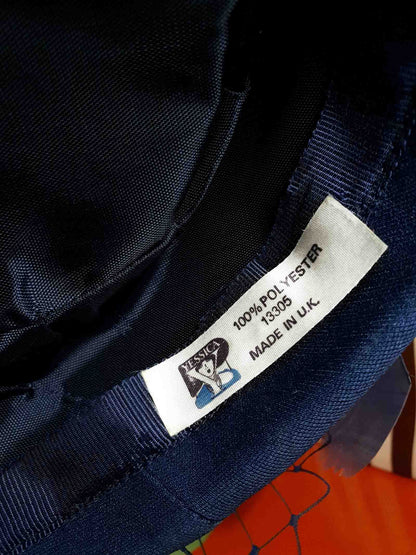 YESSICA
100% POLYESTER
13305
MADE IN U.K.